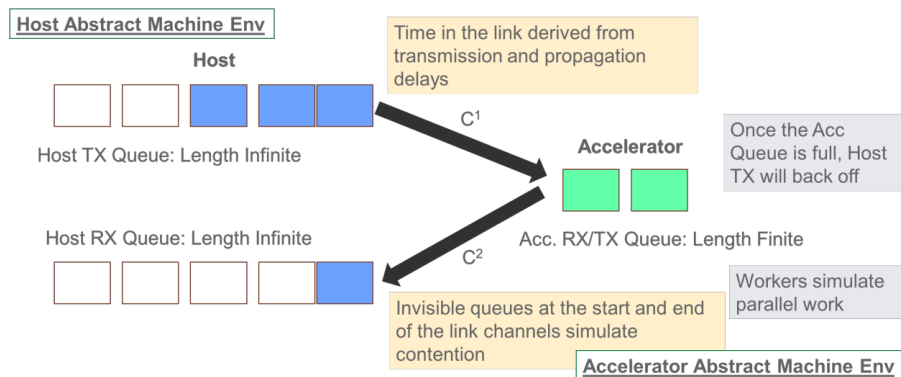 Host Abstract Machine Env
Time in the link derived from
transmission and propagation
delays
Host
C¹
Host TX Queue: Length Infinite
Accelerator
Once the Acc
Queue is full, Host
TX will back off
Host RX Queue: Length Infinite
Acc. RX/TX Queue: Length Finite
C²
Workers simulate
parallel work
Invisible queues at the start and end
of the link channels simulate
contention
Accelerator Abstract Machine Env